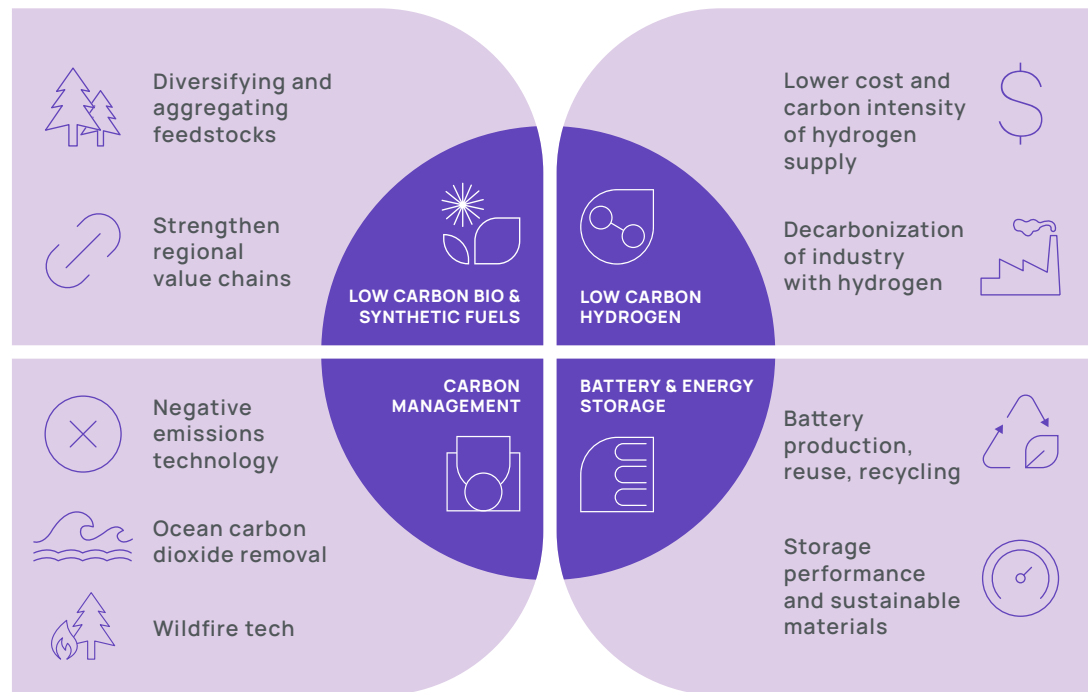 Diversifying and
aggregating
feedstocks
Strengthen
regional
value chains
LOW CARBON BIO &
SYNTHETIC FUELS
LOW CARBON
HYDROGEN
Lower cost and
carbon intensity
of hydrogen
supply
Decarbonization
of industry
with hydrogen
Negative
emissions
technology
Ocean carbon
dioxide removal
Wildfire tech
CARBON
MANAGEMENT
BATTERY & ENERGY
STORAGE
Battery
production,
reuse, recycling
Storage
performance
and sustainable
materials